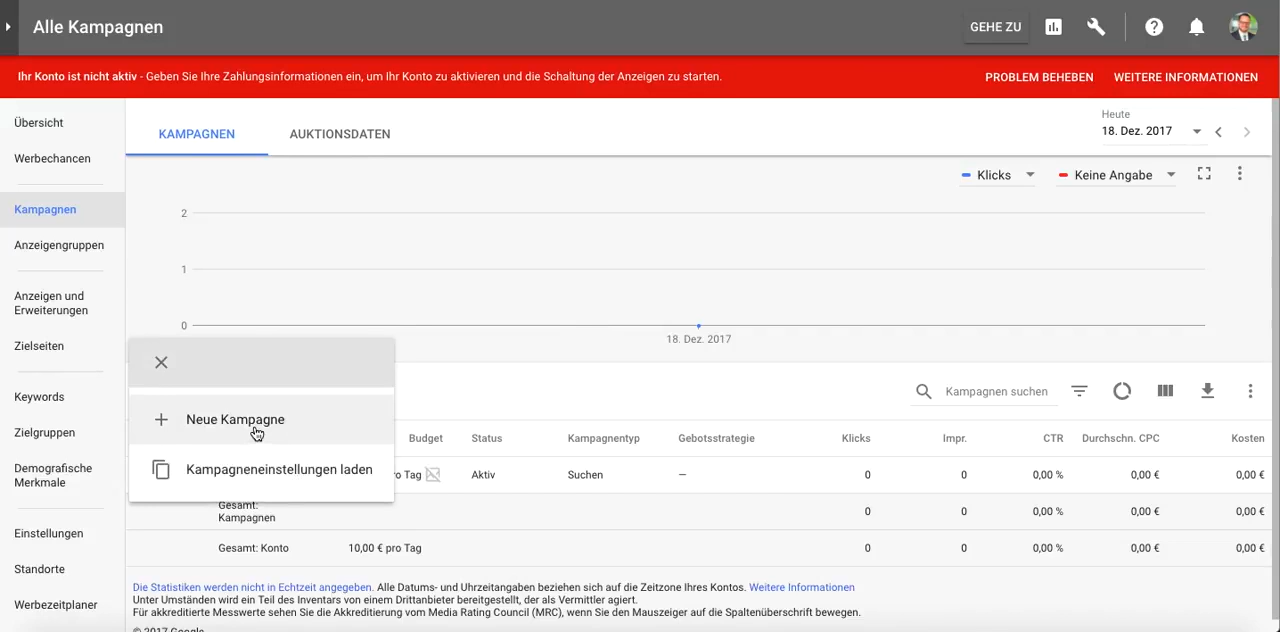 Alle Kampagnen
GEHE ZU
Ihr Konto ist nicht aktiv - Geben Sie Ihre Zahlungsinformationen ein, um Ihr Konto zu aktivieren und die Schaltung der Anzeigen zu starten.
PROBLEM BEHEBEN
WEITERE INFORMATIONEN
Übersicht
Werbechancen
Kampagnen
Anzeigengruppen
Anzeigen und
Erweiterungen
Zielseiten
Keywords
Zielgruppen
Demografische
Merkmale
Einstellungen
Standorte
Werbezeitplaner
KAMPAGNEN
AUKTIONSDATEN
Heute
18. Dez. 2017
Klicks
Keine Angabe
2
1
0
18. Dez. 2017
Neue Kampagne
Kampagneneinstellungen laden
Kampagnen suchen
Budget Status Kampagnentyp Gebotsstrategie Klicks Impr. CTR Durchschn. CPC Kosten
ro Tag Aktiv Suchen – 0 0 0,00 % 0,00 € 0,00 €
Gesamt:
Kampagnen
0 0 0,00 % 0,00 € 0,00 €
Gesamt: Konto 10,00 € pro Tag 0 0 0,00 % 0,00 € 0,00 €
Die Statistiken werden nicht in Echtzeit angegeben. Alle Datums- und Uhrzeitangaben beziehen sich auf die Zeitzone Ihres Kontos. Weitere Informationen
Unter Umständen wird ein Teil des Inventars von einem Drittanbieter bereitgestellt, der als Vermittler agiert.
Für akkreditierte Messwerte sehen Sie die Akkreditierung vom Media Rating Council (MRC), wenn Sie den Mauszeiger auf die Spaltenüberschrift bewegen.
© 2017 Google